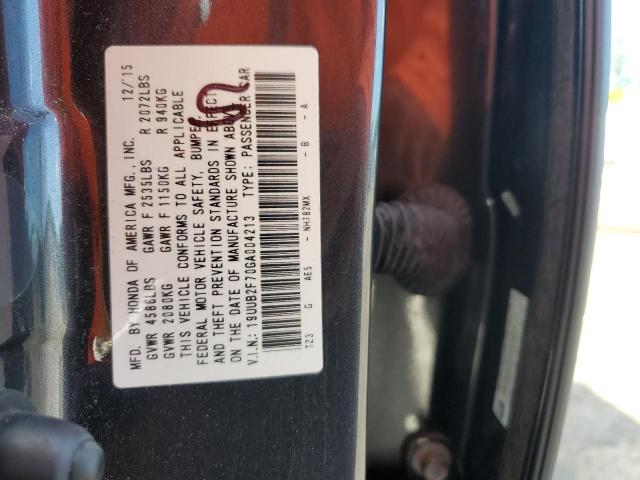 MFD. BY HONDA OF AMERICA MFG., INC. 12/'15
GVWR 4586LBS GAWR F 2535LBS R 2072LBS
GVWR 2080KG GAWR F 1150KG R 940KG
THIS VEHICLE CONFORMS TO ALL APPLICABLE
FEDERAL MOTOR VEHICLE SAFETY, BUMPER,
AND THEFT PREVENTION STANDARDS IN EFFECT
ON THE DATE OF MANUFACTURE SHOWN ABOVE
V.I.N.: 19UUB2F70GA004213 TYPE: PASSENGER CAR
TZ3 G AE5 - NH782MX - B - A